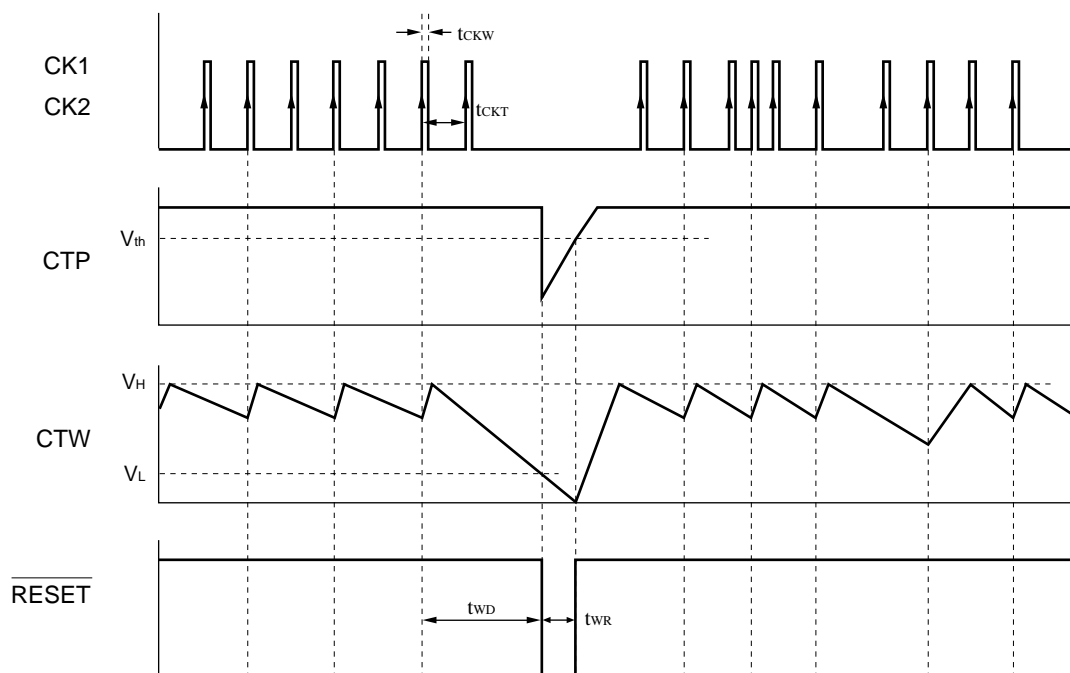 tCKW
CK1
CK2
tCKT
Vth
CTP
VH
CTW
VL
RESET
tWD
tWR